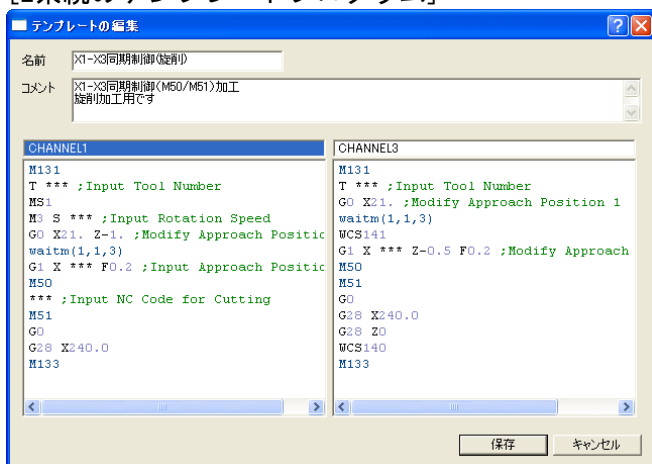 テンプレートの編集
名前 X1-X3同期制御(旋削)
コメント X1-X3同期制御(M50/M51)加工
旋削加工用です
CHANNEL1
M131
T *** ;Input Tool Number
MS1
M3 S *** ;Input Rotation Speed
G0 X21. Z-1. ;Modify Approach Positic
waitm(1,1,3)
G1 X *** F0.2 ;Input Approach Positic
M50
*** ;Input NC Code for Cutting
M51
G0
G28 X240.0
M133
CHANNEL3
M131
T *** ;Input Tool Number
G0 X21. ;Modify Approach Position 1
waitm(1,1,3)
WCS141
G1 X *** Z-0.5 F0.2 ;Modify Approach
M50
M51
G0
G28 X240.0
G28 Z0
WCS140
M133
保存 キャンセル